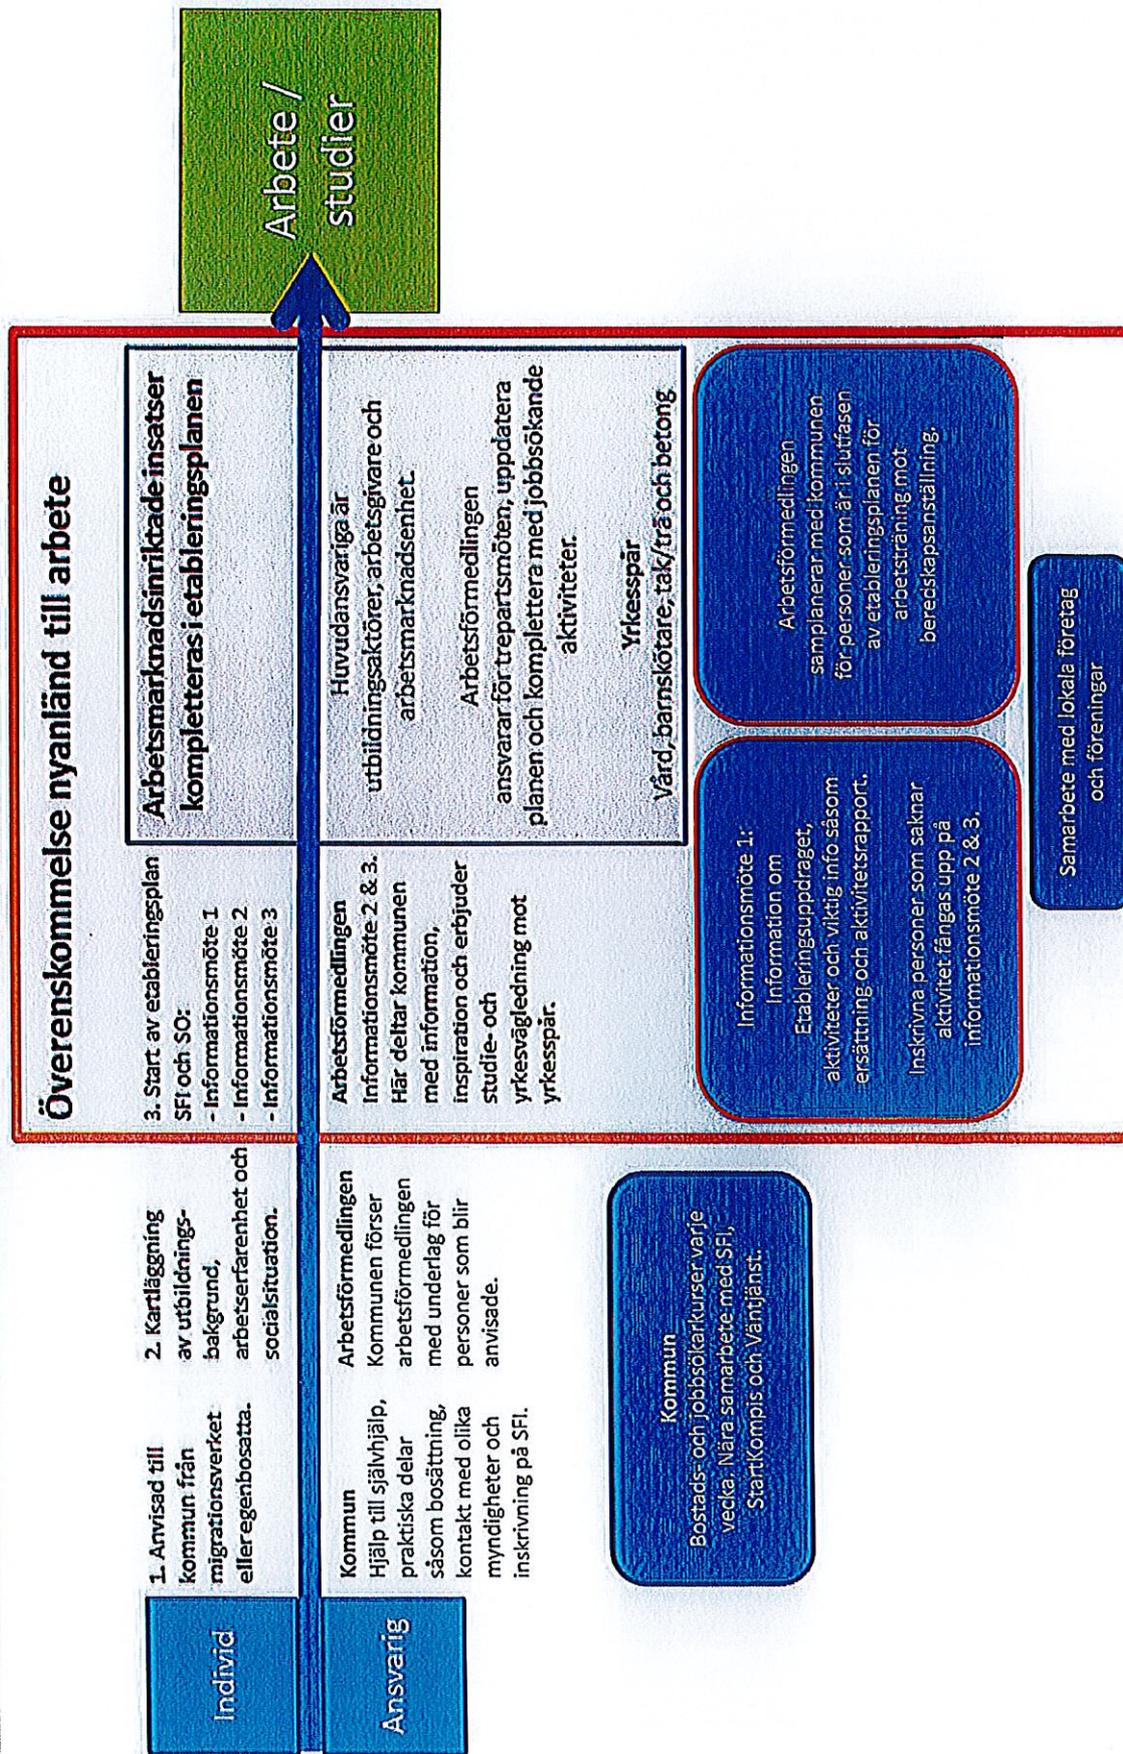 Överenskommelse nyanländ till arbete
Individ
1. Anvisad till
kommun från
migrationsverket
elleregenbosatta.
2. Kartläggning
av utbildnings-
bakgrund,
arbetserfarenhet och
socialsituation.
3. Start av etableringsplan
SFI och SO:
- Informationsmöte 1
- Informationsmöte 2
- Informationsmöte 3
Arbetsmarknadsinriktade insatser
kompletteras i etableringsplanen
Arbete /
studier
Ansvarig
Kommun
Hjälp till självhjälp,
praktiska delar
såsom bosättning,
kontakt med olika
myndigheter och
inskrivning på SFI.
Arbetsförmedlingen
Kommunen förser
arbetsförmedlingen
med underlag för
personer som blir
anvisade.
Arbetsförmedlingen
Informationsmöte 2 & 3.
Här deltar kommunen
med information,
inspiration och erbjuder
studie- och
yrkesvägledning mot
yrkesspår.
Huvudansvariga är
utbildningsaktörer, arbetsgivare och
arbetsmarknadsenhet.
Arbetsförmedlingen
ansvarar för trepartsmöten, uppdatera
planen och komplettera med jobbsökande
aktiviteter.
Yrkesspår
Vård, barnskötare, tak/trä och betong
Kommun
Bostads- och jobbsökarkurser varje
vecka. Nära samarbete med SFI,
StartKompis och Väntjänst.
Informationsmöte 1:
Information om
Etableringsuppdraget,
aktiviteter och viktig info såsom
ersättning och aktivitetsrapport.
Inskrivna personer som saknar
aktivitet fångas upp på
informationsmöte 2 & 3.
Arbetsförmedlingen
samplanerar med kommunen
för personer som är i slutfasen
av etableringsplanen för
arbetsträning mot
beredskapsanställning.
Samarbete med lokala företag
och föreningar